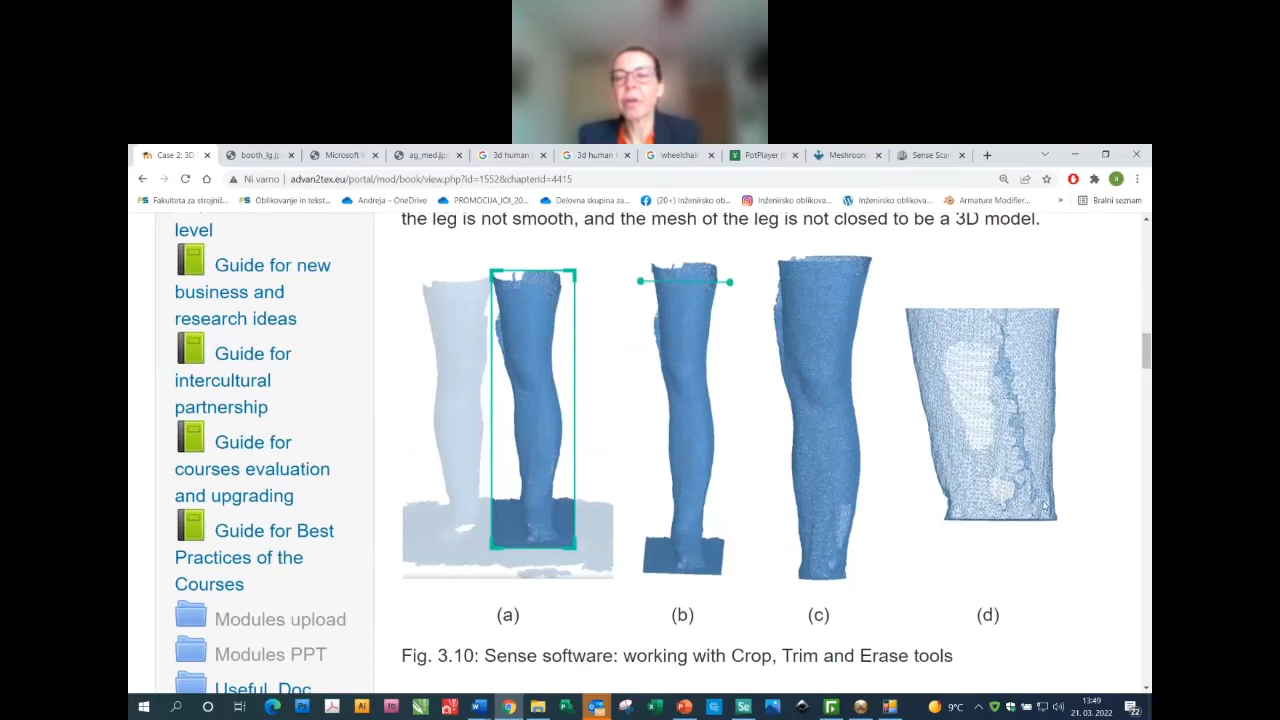 Case 2: 3D
booth_lg.jp
Microsoft V
ag_med.jpg
3d human
3d human
wheelchair
PotPlayer (
Meshroom
Sense Scan
Ni varno | advan2tex.eu/portal/mod/book/view.php?id=1552&chapterid=4415
Fakulteta za strojniš...
Oblikovanje in tekst...
Andreja – OneDrive
PROMOCIJA_IOI_20...
Delovna skupina za...
(20+) Inženirsko ob...
Inženirsko oblikova...
Inženirsko oblikova...
Armature Modifier...
»
Bralni seznam
the leg is not smooth, and the mesh of the leg is not closed to be a 3D model.
level
Guide for new
business and
research ideas
Guide for
intercultural
partnership
Guide for
courses evaluation
and upgrading
Guide for Best
Practices of the
Courses
Modules upload
Modules PPT
Useful Doc
(a)
(b)
(c)
(d)
Fig. 3.10: Sense software: working with Crop, Trim and Erase tools
9°C
13:49
21. 03. 2022
22